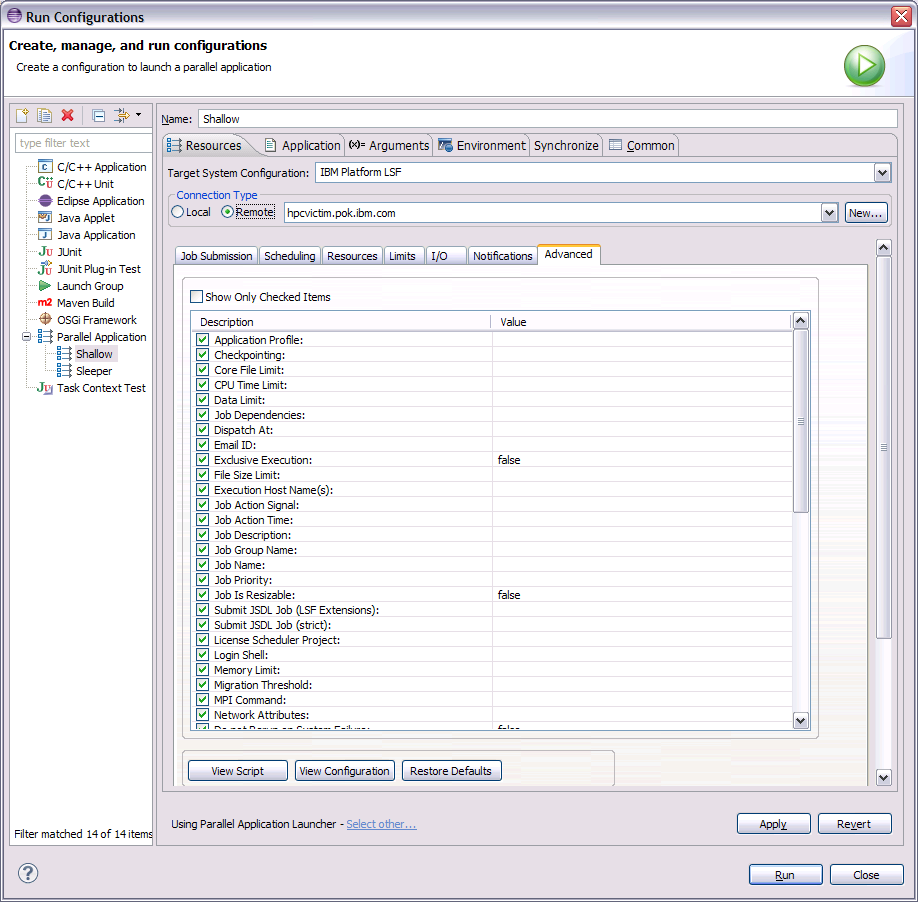 Run Configurations
Create, manage, and run configurations
Create a configuration to launch a parallel application
type filter text
C/C++ Application
C/C++ Unit
Eclipse Application
Java Applet
Java Application
JUnit
JUnit Plug-in Test
Launch Group
m2 Maven Build
OSGi Framework
Parallel Application
Shallow
Sleeper
Task Context Test
Filter matched 14 of 14 items
Name: Shallow
Resources Application (x)= Arguments Environment Synchronize Common
Target System Configuration: IBM Platform LSF
Connection Type
Local Remote hpcvictim.pok.ibm.com New...
Job Submission Scheduling Resources Limits I/O Notifications Advanced
Show Only Checked Items
Description Value
Application Profile:
Checkpointing:
Core File Limit:
CPU Time Limit:
Data Limit:
Job Dependencies:
Dispatch At:
Email ID:
Exclusive Execution: false
File Size Limit:
Execution Host Name(s):
Job Action Signal:
Job Action Time:
Job Description:
Job Group Name:
Job Name:
Job Priority:
Job Is Resizable: false
Submit JSDL Job (LSF Extensions):
Submit JSDL Job (strict):
License Scheduler Project:
Login Shell:
Memory Limit:
Migration Threshold:
MPI Command:
Network Attributes:
Do not Rerun on System Failure: false
View Script View Configuration Restore Defaults
Using Parallel Application Launcher - Select other...
Apply Revert
Run Close